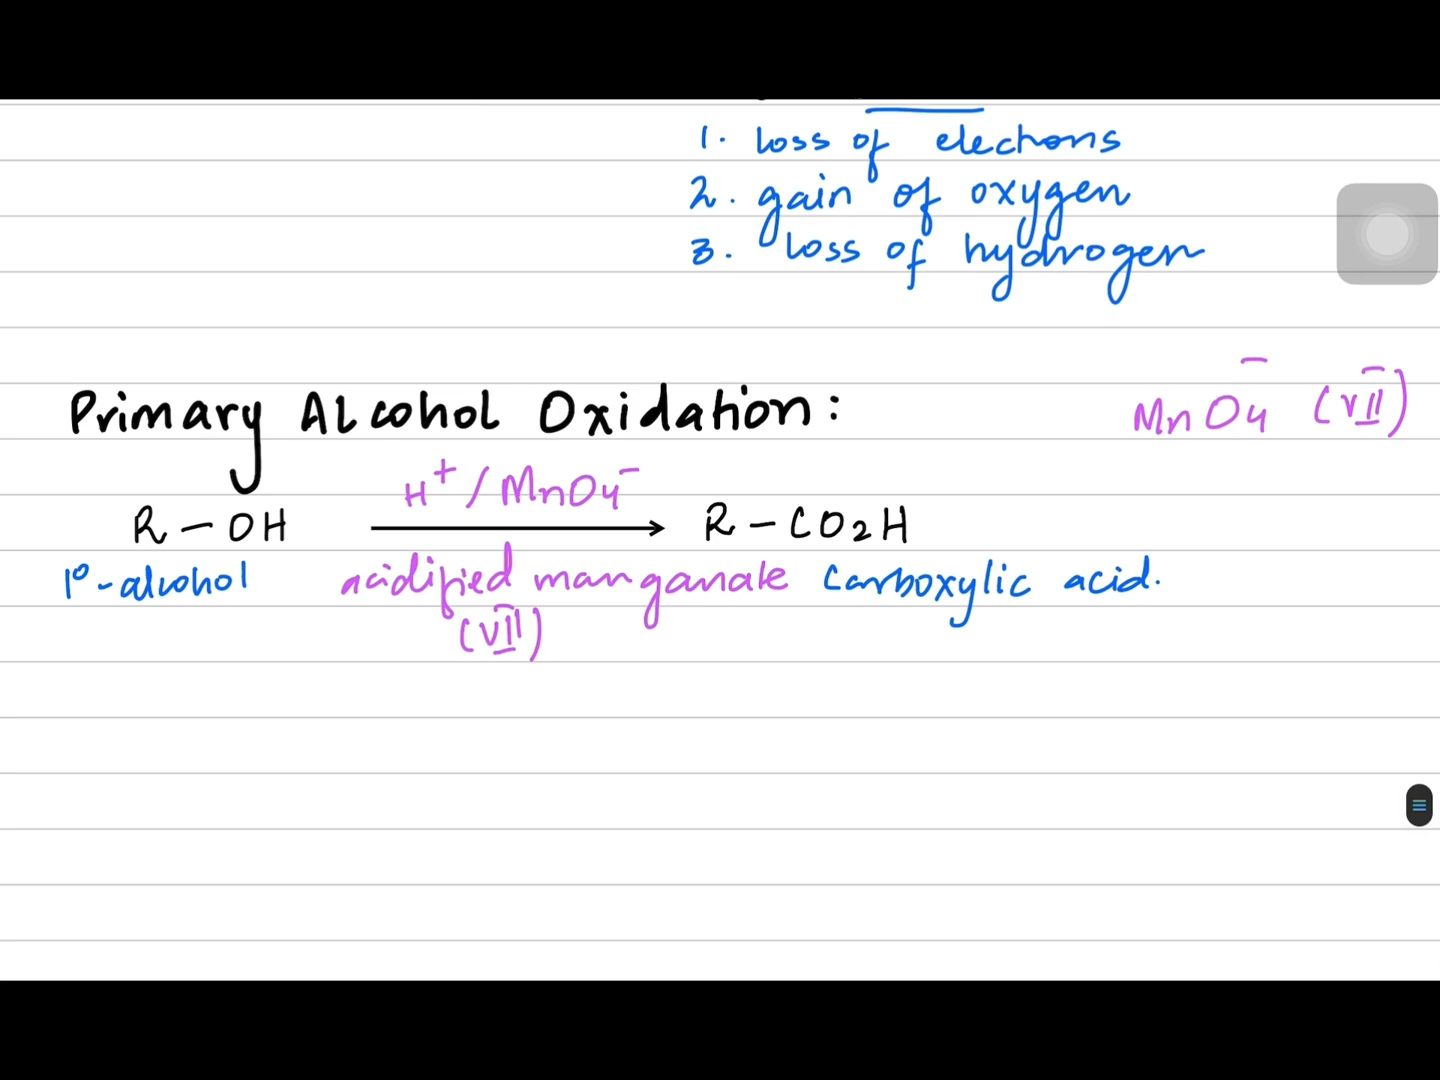 1. loss of electrons
2. gain of oxygen
3. loss of hydrogen
Primary Alcohol Oxidation:
MnO4⁻ (VII)
H⁺/MnO4⁻
R-OH → R-CO2H
1°-alcohol acidified manganate carboxylic acid.
(VII)